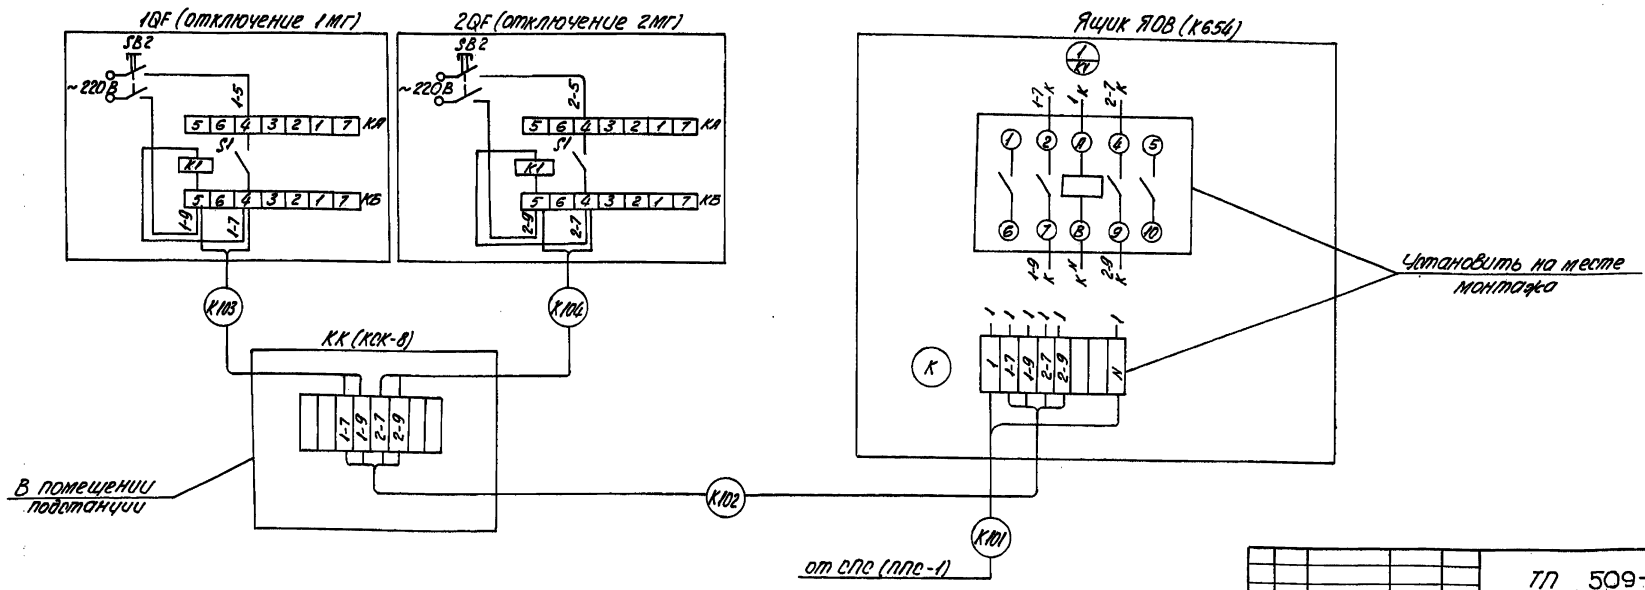 1QF (отключение 1МГ)
SB2
~220В
1-5
5 6 4 3 2 1 7 КА
S1
К1
5 6 4 3 2 1 7 КБ
1-9
1-7
К103
2QF (отключение 2МГ)
SB2
~220В
2-5
5 6 4 3 2 1 7 КА
S1
К1
5 6 4 3 2 1 7 КБ
2-9
2-7
К104
КК (КСК-8)
1-7 1-9 2-7 2-9
В помещении
подстанции
К102
Ящик ЯОВ (К654)
1
KV
1-7 К
1 К
2-7 К
1 2 А 4 5
6 7 В 9 10
1-9 К
N К
2-9 К
Установить на месте
монтажа
1 1 1 1 1 1
К
1 1-7 1-9 2-7 2-9 N
К101
от СПС (ППС-1)
ТП 509-